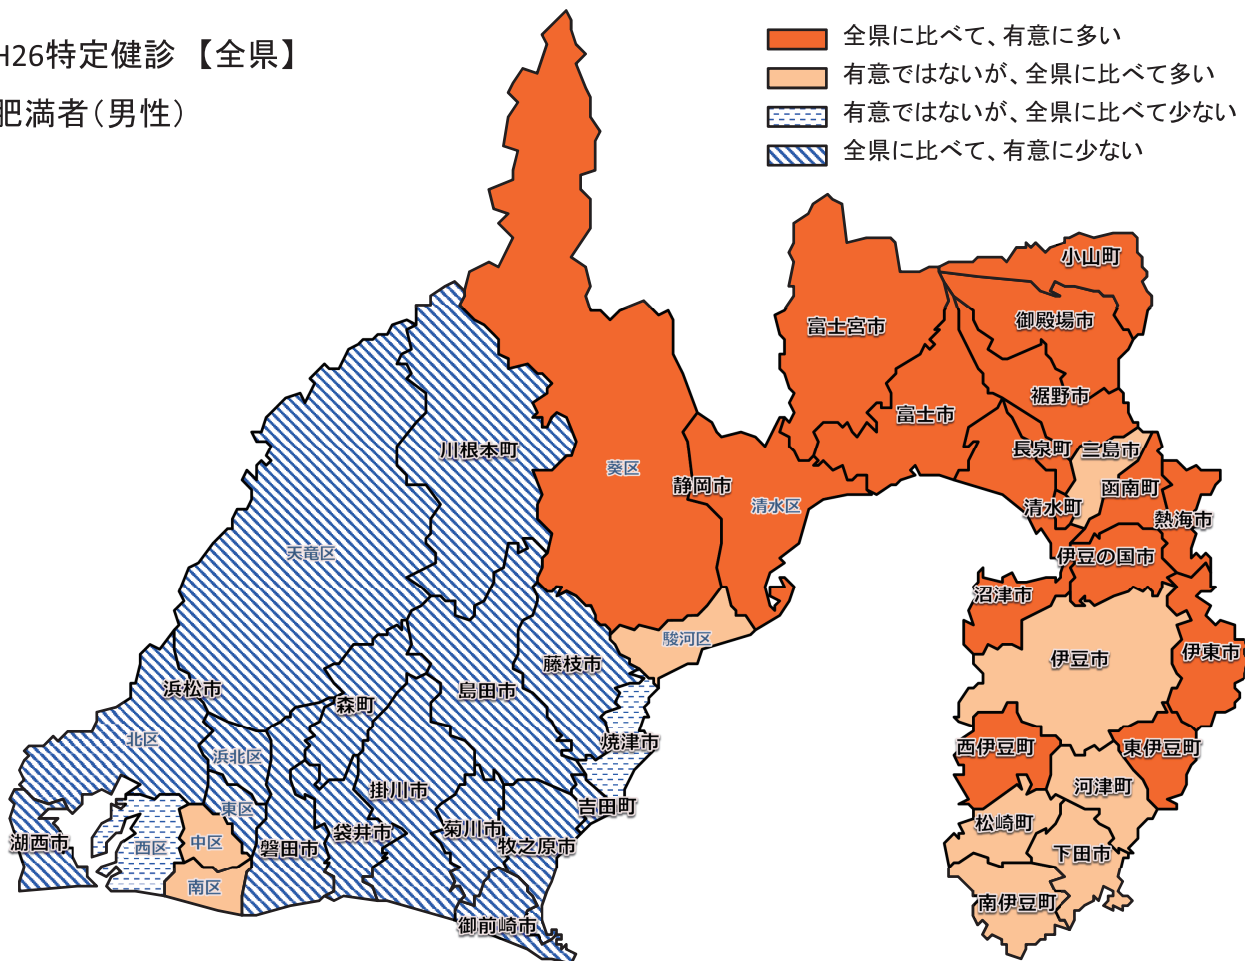 H26特定健診 【全県】
肥満者（男性）
全県に比べて、有意に多い
有意ではないが、全県に比べて多い
有意ではないが、全県に比べて少ない
全県に比べて、有意に少ない
小山町
御殿場市
富士宮市
裾野市
富士市
長泉町
三島市
川根本町
葵区
静岡市
清水区
函南町
清水町
熱海市
天竜区
伊豆の国市
沼津市
駿河区
伊豆市
伊東市
藤枝市
浜松市
島田市
森町
北区
浜北区
焼津市
西伊豆町
東伊豆町
掛川市
河津町
東区
吉田町
松崎町
湖西市
西区
中区
磐田市
袋井市
菊川市
牧之原市
下田市
南区
南伊豆町
御前崎市